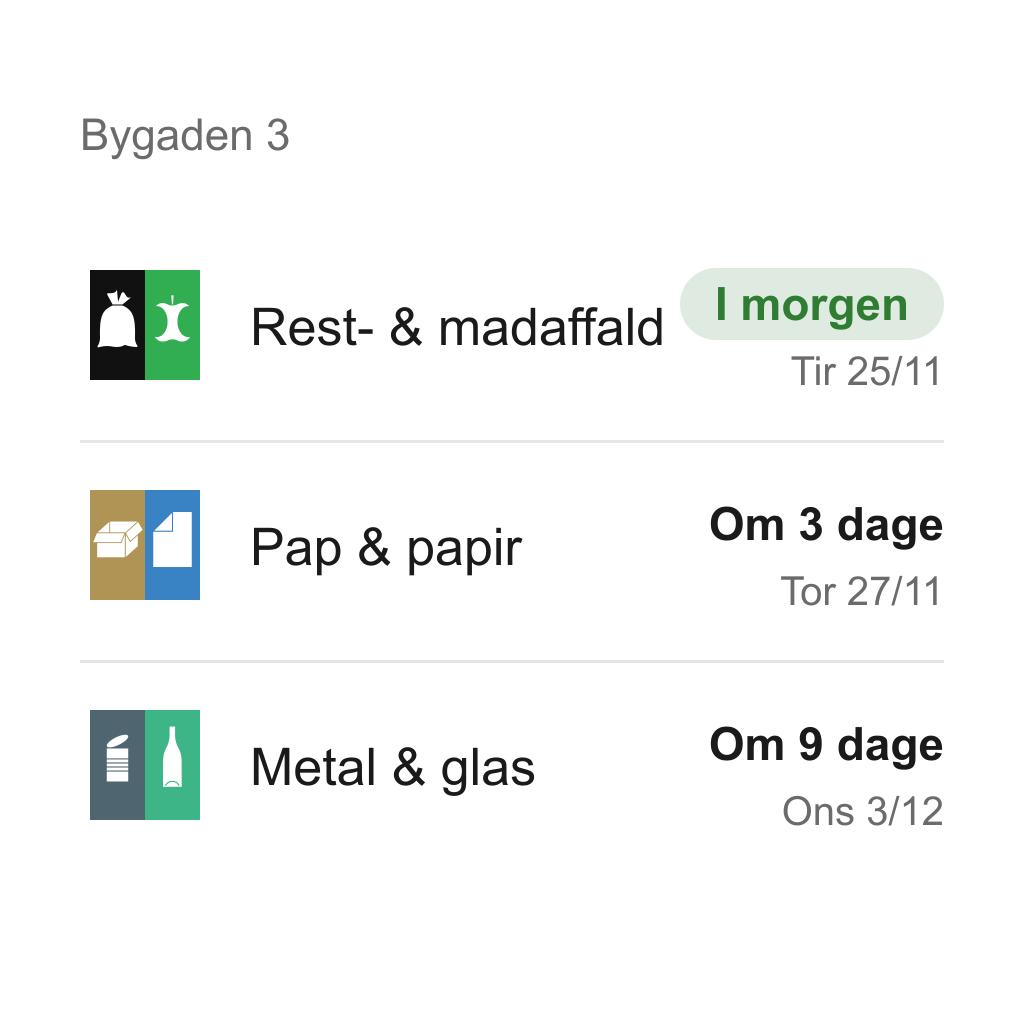 Bygaden 3
Rest- & madaffald
I morgen
Tir 25/11
Pap & papir
Om 3 dage
Tor 27/11
Metal & glas
Om 9 dage
Ons 3/12